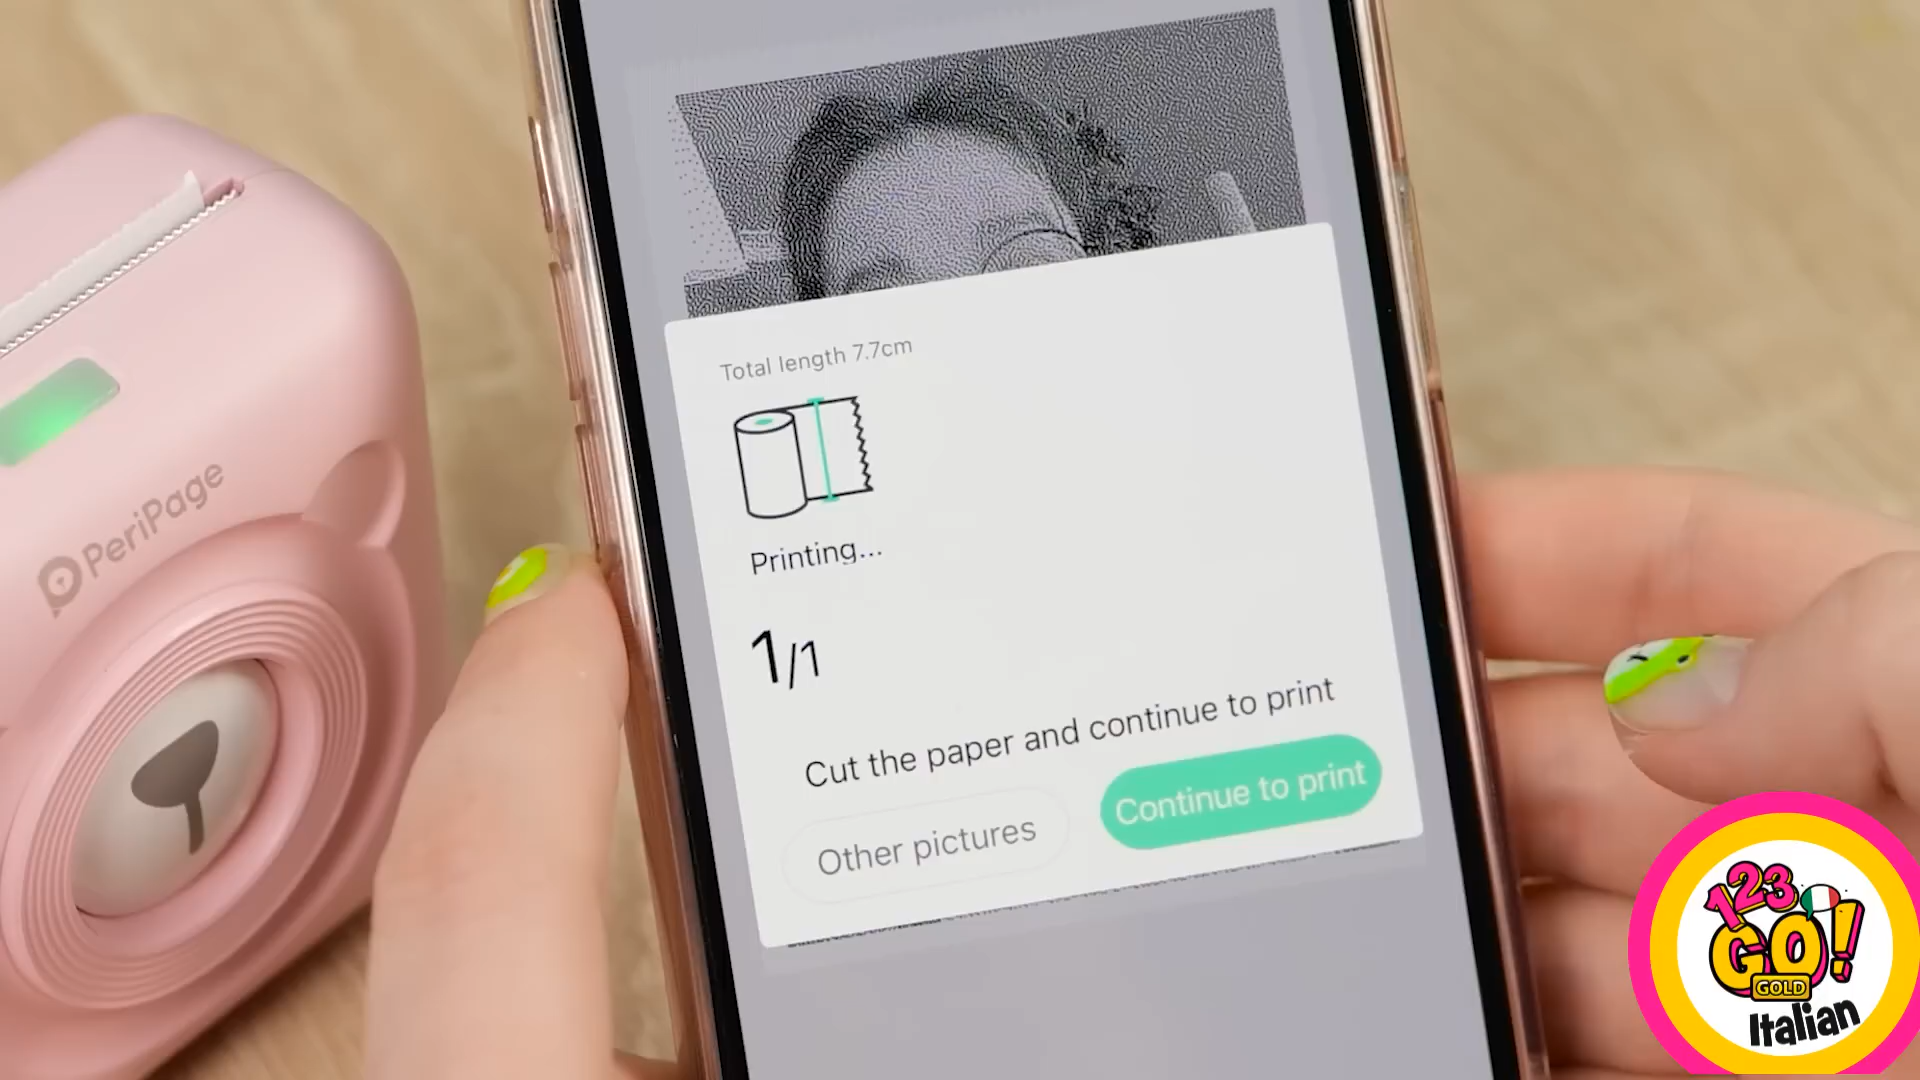 PeriPage
Total length 7.7cm
Printing...
1/1
Cut the paper and continue to print
Other pictures
Continue to print
123
GO!
GOLD
Italian